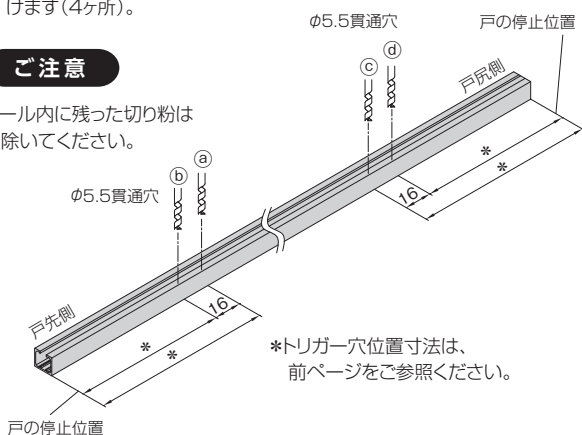 けます（4ヶ所）。
ご注意
ール内に残った切り粉は
除いてください。
φ5.5貫通穴
戸の停止位置
ⓒ
ⓓ
戸尻側
ⓑ
ⓐ
φ5.5貫通穴
*
*
16
戸先側
16
*
*
*トリガー穴位置寸法は、
前ページをご参照ください。
戸の停止位置